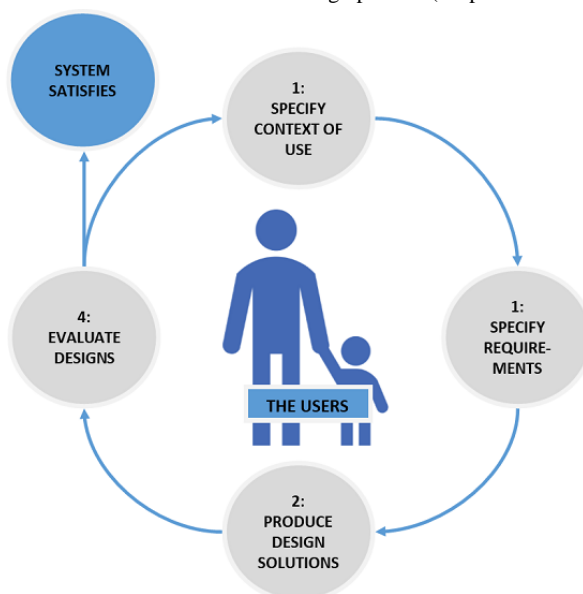 SYSTEM
SATISFIES
1:
SPECIFY
CONTEXT OF
USE
4:
EVALUATE
DESIGNS
1:
SPECIFY
REQUIRE-
MENTS
THE USERS
2:
PRODUCE
DESIGN
SOLUTIONS